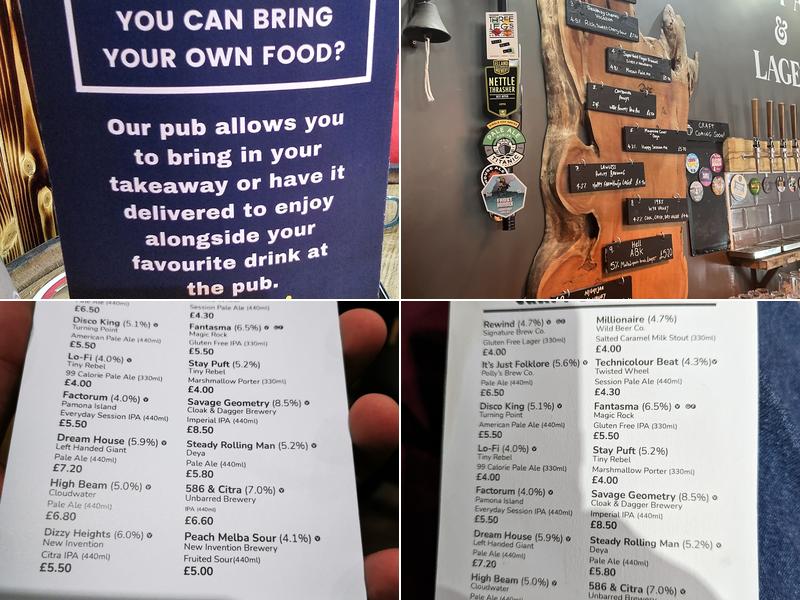 YOU CAN BRING
YOUR OWN FOOD?
Our pub allows you
to bring in your
takeaway or have it
delivered to enjoy
alongside your
favourite drink at
the pub.
THREE
LEGS
ELLAND
NETTLE
THRASHER
PALE ALE
TITANIC
FROST
HAMMER
&
LAGE
CRAFT
COMING SOON!
Hell
ABK
£6.50
Disco King (5.1%)
Turning Point
American Pale Ale (440ml)
£5.50
Lo-Fi (4.0%)
Tiny Rebel
99 Calorie Pale Ale (330ml)
£4.00
Factorum (4.0%)
Pamona Island
Everyday Session IPA (440ml)
£5.50
Dream House (5.9%)
Left Handed Giant
Pale Ale (440ml)
£7.20
High Beam (5.0%)
Cloudwater
Pale Ale (440ml)
£6.80
Dizzy Heights (6.0%)
New Invention
Citra IPA (440ml)
£5.50
Session Pale Ale (440ml)
£4.30
Fantasma (6.5%)
Magic Rock
Gluten Free IPA (330ml)
£5.50
Stay Puft (5.2%)
Tiny Rebel
Marshmallow Porter (330ml)
£4.00
Savage Geometry (8.5%)
Cloak & Dagger Brewery
Imperial IPA (440ml)
£8.50
Steady Rolling Man (5.2%)
Deya
Pale Ale (440ml)
£5.80
586 & Citra (7.0%)
Unbarred Brewery
IPA (440ml)
£6.60
Peach Melba Sour (4.1%)
New Invention Brewery
Fruited Sour(440ml)
£5.00
Rewind (4.7%)
Signature Brew Co.
Gluten Free Lager (330ml)
£4.00
It's Just Folklore (5.6%)
Polly's Brew Co.
Pale Ale (440ml)
£6.50
Disco King (5.1%)
Turning Point
American Pale Ale (440ml)
£5.50
Lo-Fi (4.0%)
Tiny Rebel
99 Calorie Pale Ale (330ml)
£4.00
Factorum (4.0%)
Pamona Island
Everyday Session IPA (440ml)
£5.50
Dream House (5.9%)
Left Handed Giant
Pale Ale (440ml)
£7.20
High Beam (5.0%)
Cloudwater
Millionaire (4.7%)
Wild Beer Co.
Salted Caramel Milk Stout (330ml)
£4.00
Technicolour Beat (4.3%)
Twisted Wheel
Session Pale Ale (440ml)
£4.30
Fantasma (6.5%)
Magic Rock
Gluten Free IPA (330ml)
£5.50
Stay Puft (5.2%)
Tiny Rebel
Marshmallow Porter (330ml)
£4.00
Savage Geometry (8.5%)
Cloak & Dagger Brewery
Imperial IPA (440ml)
£8.50
Steady Rolling Man (5.2%)
Deya
Pale Ale (440ml)
£5.80
586 & Citra (7.0%)
Unbarred Brewery